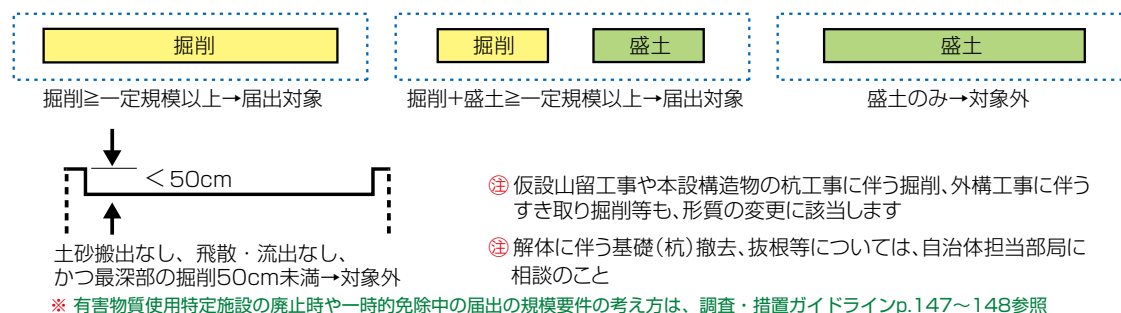 掘削
掘削 盛土
盛土
掘削≧一定規模以上→届出対象
掘削+盛土≧一定規模以上→届出対象
盛土のみ→対象外
<50cm
土砂搬出なし、飛散・流出なし、
かつ最深部の掘削50cm未満→対象外
注 仮設山留工事や本設構造物の杭工事に伴う掘削、外構工事に伴う
すき取り掘削等も、形質の変更に該当します
注 解体に伴う基礎(杭)撤去、抜根等については、自治体担当部局に
相談のこと
※ 有害物質使用特定施設の廃止時や一時的免除中の届出の規模要件の考え方は、調査・措置ガイドラインp.147〜148参照